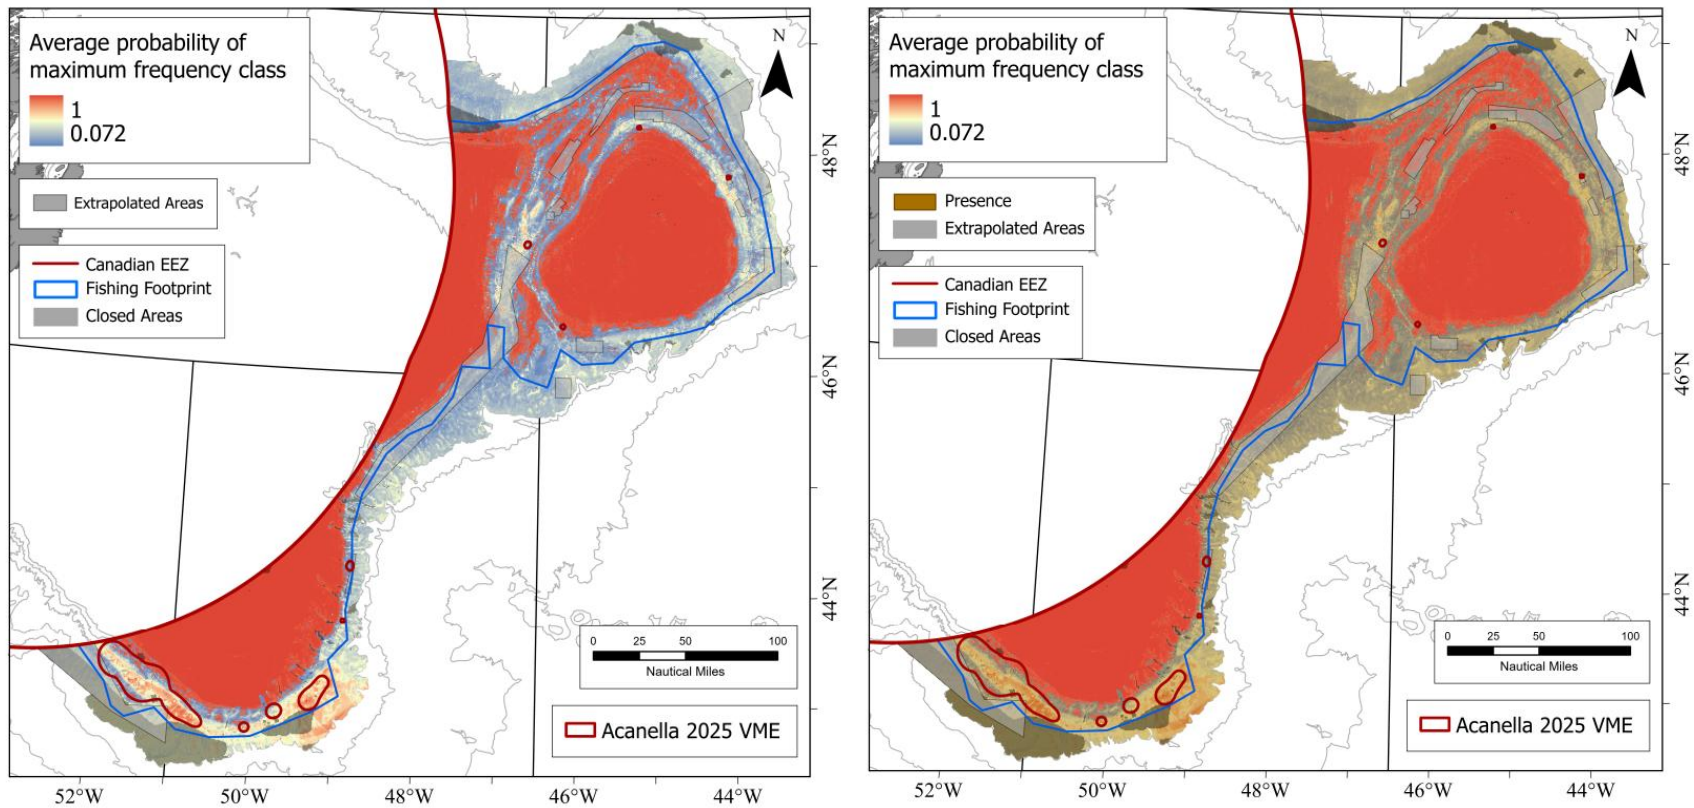 Average probability of
maximum frequency class
1
0.072
Extrapolated Areas
Canadian EEZ
Fishing Footprint
Closed Areas
N
48°N
46°N
44°N
0 25 50 100
Nautical Miles
Acanella 2025 VME
52°W 50°W 48°W 46°W 44°W
Average probability of
maximum frequency class
1
0.072
Presence
Extrapolated Areas
Canadian EEZ
Fishing Footprint
Closed Areas
N
48°N
46°N
44°N
0 25 50 100
Nautical Miles
Acanella 2025 VME
52°W 50°W 48°W 46°W 44°W